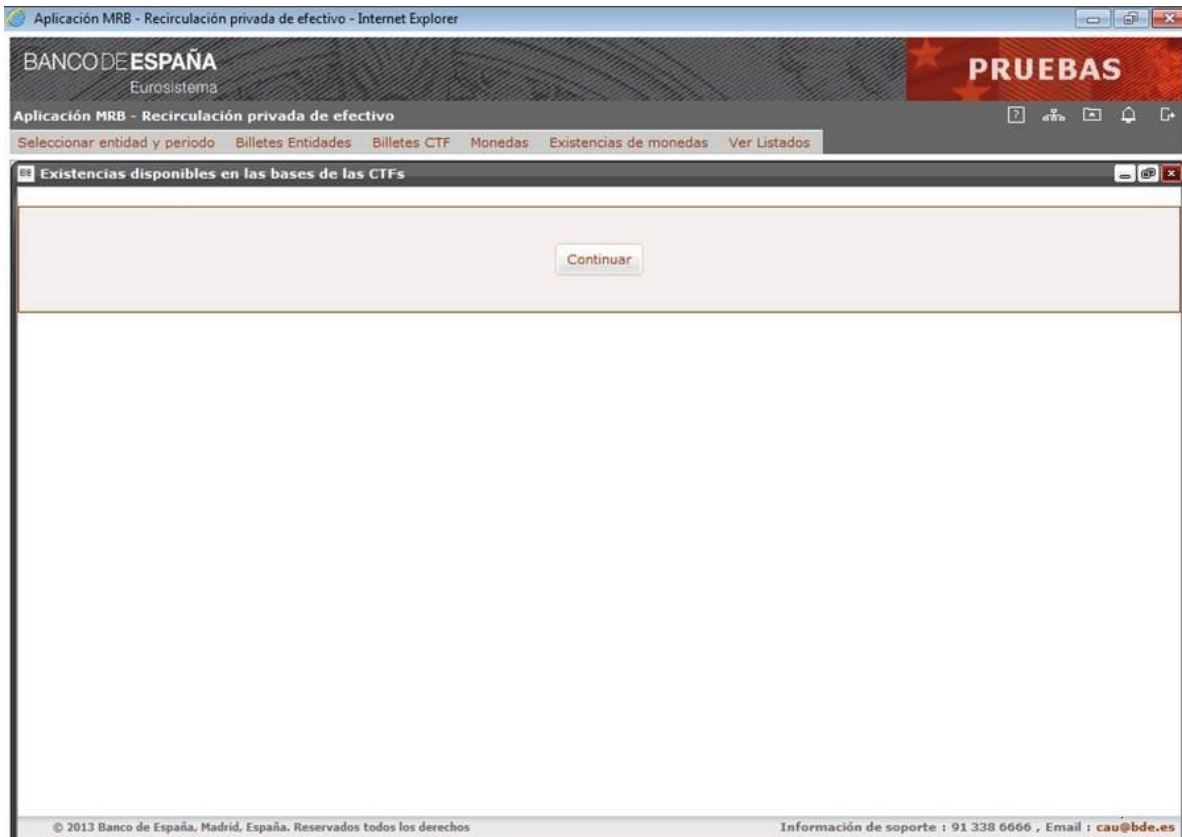 Aplicación MRB - Recirculación privada de efectivo - Internet Explorer
BANCODEESPAÑA
Eurosistema
PRUEBAS
Aplicación MRB - Recirculación privada de efectivo
Seleccionar entidad y periodo Billetes Entidades Billetes CTF Monedas Existencias de monedas Ver Listados
Existencias disponibles en las bases de las CTFs
Continuar
© 2013 Banco de España, Madrid, España. Reservados todos los derechos
Información de soporte : 91 338 6666 , Email : cau@bde.es